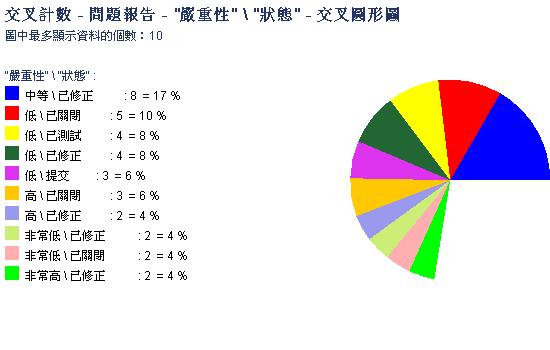 交叉計數 - 問題報告 - "嚴重性" \ "狀態" - 交叉圓形圖
圖中最多顯示資料的個數：10
"嚴重性" \ "狀態" :
中等 \ 已修正 : 8 = 17 %
低 \ 已關閉 : 5 = 10 %
低 \ 已測試 : 4 = 8 %
低 \ 已修正 : 4 = 8 %
低 \ 提交 : 3 = 6 %
高 \ 已關閉 : 3 = 6 %
高 \ 已修正 : 2 = 4 %
非常低 \ 已修正 : 2 = 4 %
非常低 \ 已關閉 : 2 = 4 %
非常高 \ 已修正 : 2 = 4 %